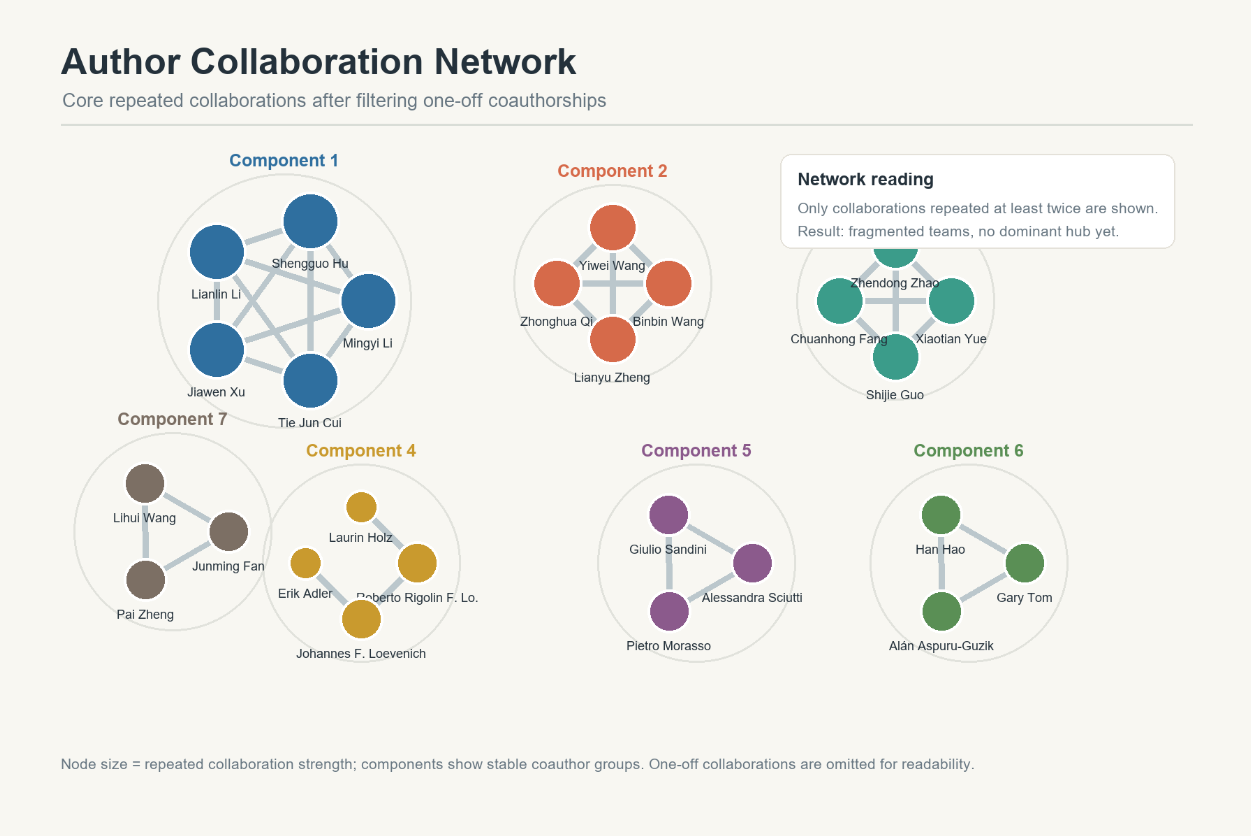 Author Collaboration Network
Core repeated collaborations after filtering one-off coauthorships
Component 1
Shengguo Hu
Lianlin Li
Mingyi Li
Jiawen Xu
Tie Jun Cui
Component 2
Yiwei Wang
Zhonghua Qi
Binbin Wang
Lianyu Zheng
Network reading
Only collaborations repeated at least twice are shown.
Result: fragmented teams, no dominant hub yet.
Zhendong Zhao
Chuanhong Fang
Xiaotian Yue
Shijie Guo
Component 7
Lihui Wang
Junming Fan
Pai Zheng
Component 4
Laurin Holz
Erik Adler
Roberto Rigolin F. Lo.
Johannes F. Loevenich
Component 5
Giulio Sandini
Alessandra Sciutti
Pietro Morasso
Component 6
Han Hao
Gary Tom
Alán Aspuru-Guzik
Node size = repeated collaboration strength; components show stable coauthor groups. One-off collaborations are omitted for readability.